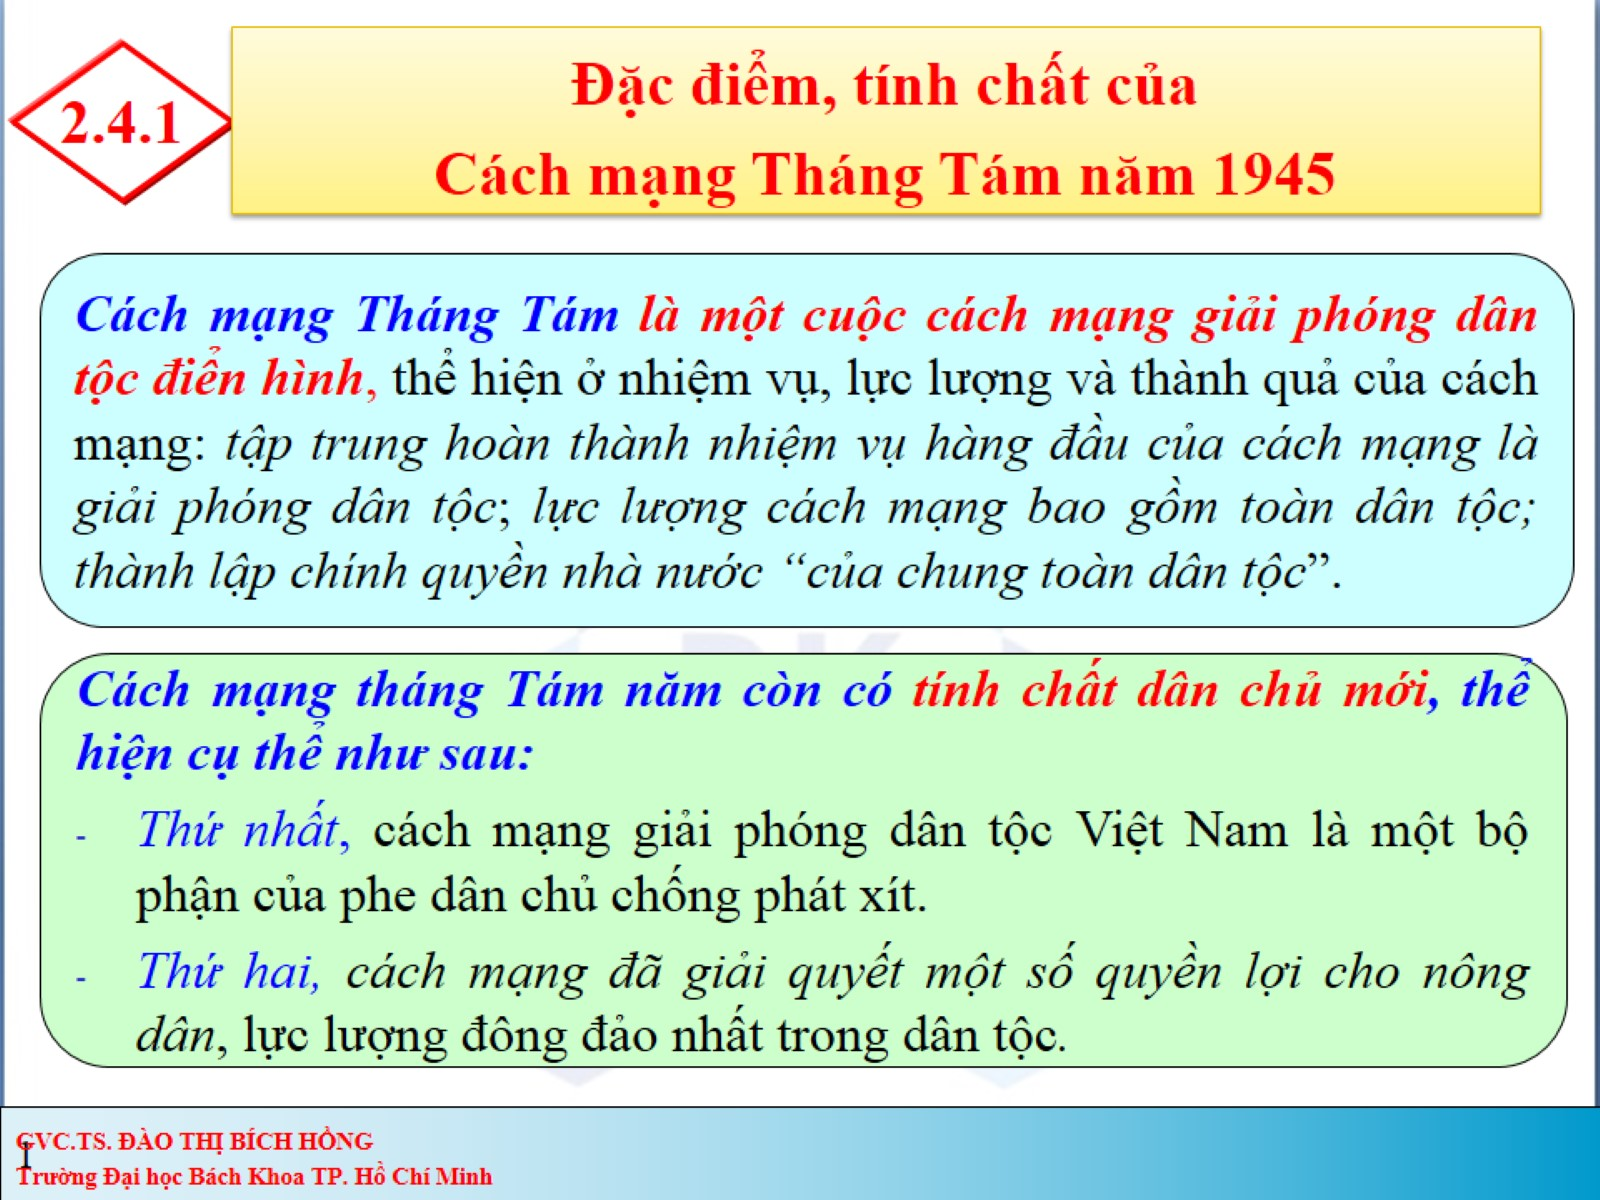 2.4.1
Đặc điểm, tính chất của
Cách mạng Tháng Tám năm 1945
Cách mạng Tháng Tám là một cuộc cách mạng giải phóng dân
tộc điển hình, thể hiện ở nhiệm vụ, lực lượng và thành quả của cách
mạng: tập trung hoàn thành nhiệm vụ hàng đầu của cách mạng là
giải phóng dân tộc; lực lượng cách mạng bao gồm toàn dân tộc;
thành lập chính quyền nhà nước “của chung toàn dân tộc”.
Cách mạng tháng Tám năm còn có tính chất dân chủ mới, thể
hiện cụ thể như sau:
- Thứ nhất, cách mạng giải phóng dân tộc Việt Nam là một bộ
phận của phe dân chủ chống phát xít.
- Thứ hai, cách mạng đã giải quyết một số quyền lợi cho nông
dân, lực lượng đông đảo nhất trong dân tộc.
GVC.TS. ĐÀO THỊ BÍCH HỒNG
1
Trường Đại học Bách Khoa TP. Hồ Chí Minh